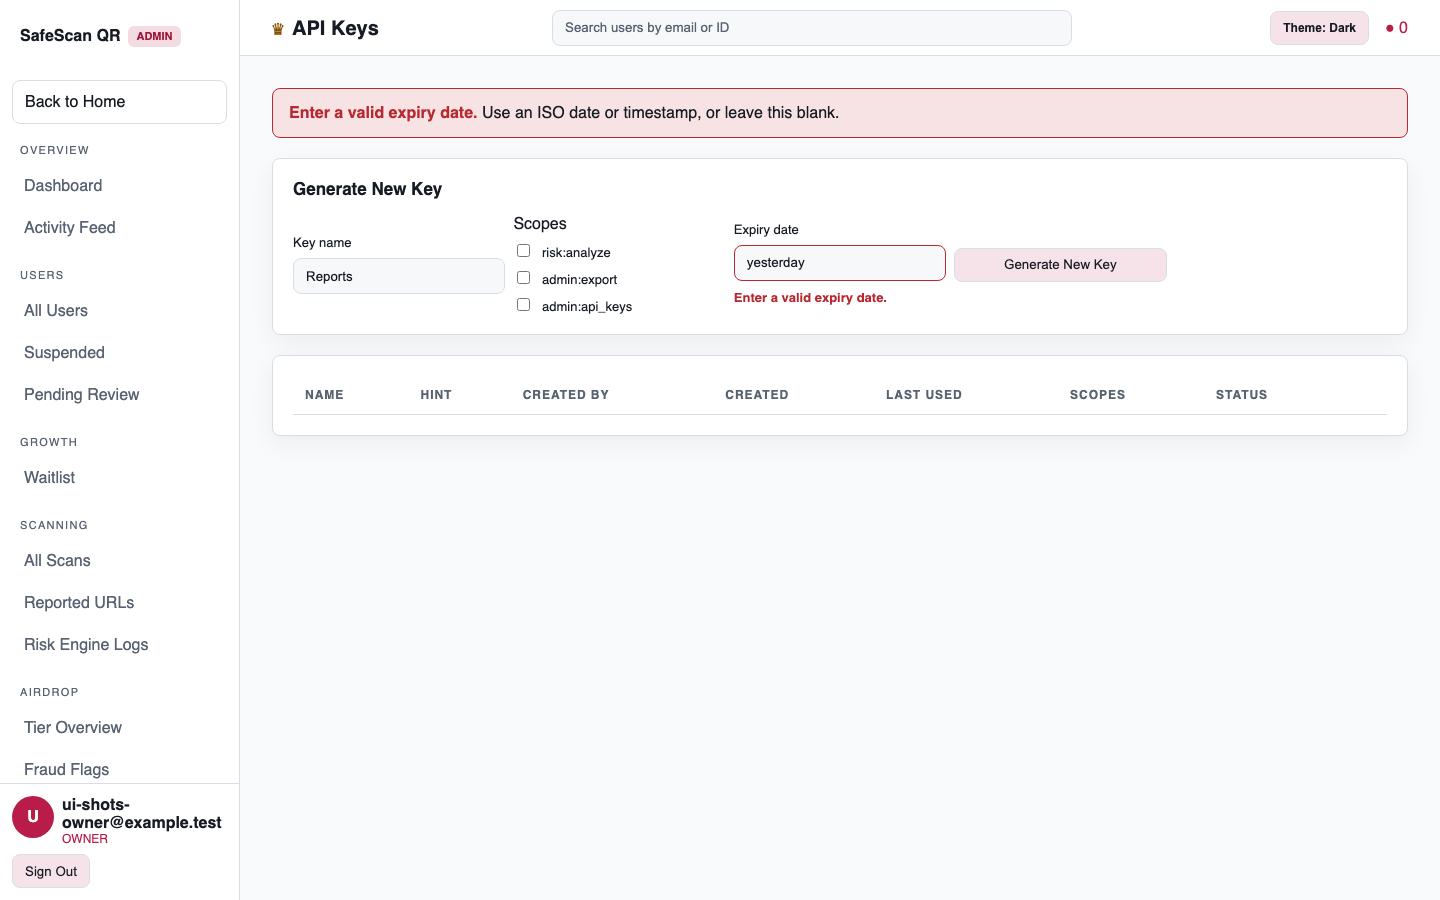 SafeScan QR ADMIN
Back to Home
OVERVIEW
Dashboard
Activity Feed
USERS
All Users
Suspended
Pending Review
GROWTH
Waitlist
SCANNING
All Scans
Reported URLs
Risk Engine Logs
AIRDROP
Tier Overview
Fraud Flags
U
ui-shots-
owner@example.test
OWNER
Sign Out
API Keys
Search users by email or ID
Theme: Dark
0
Enter a valid expiry date. Use an ISO date or timestamp, or leave this blank.
Generate New Key
Key name
Reports
Scopes
risk:analyze
admin:export
admin:api_keys
Expiry date
yesterday
Enter a valid expiry date.
Generate New Key
NAME HINT CREATED BY CREATED LAST USED SCOPES STATUS